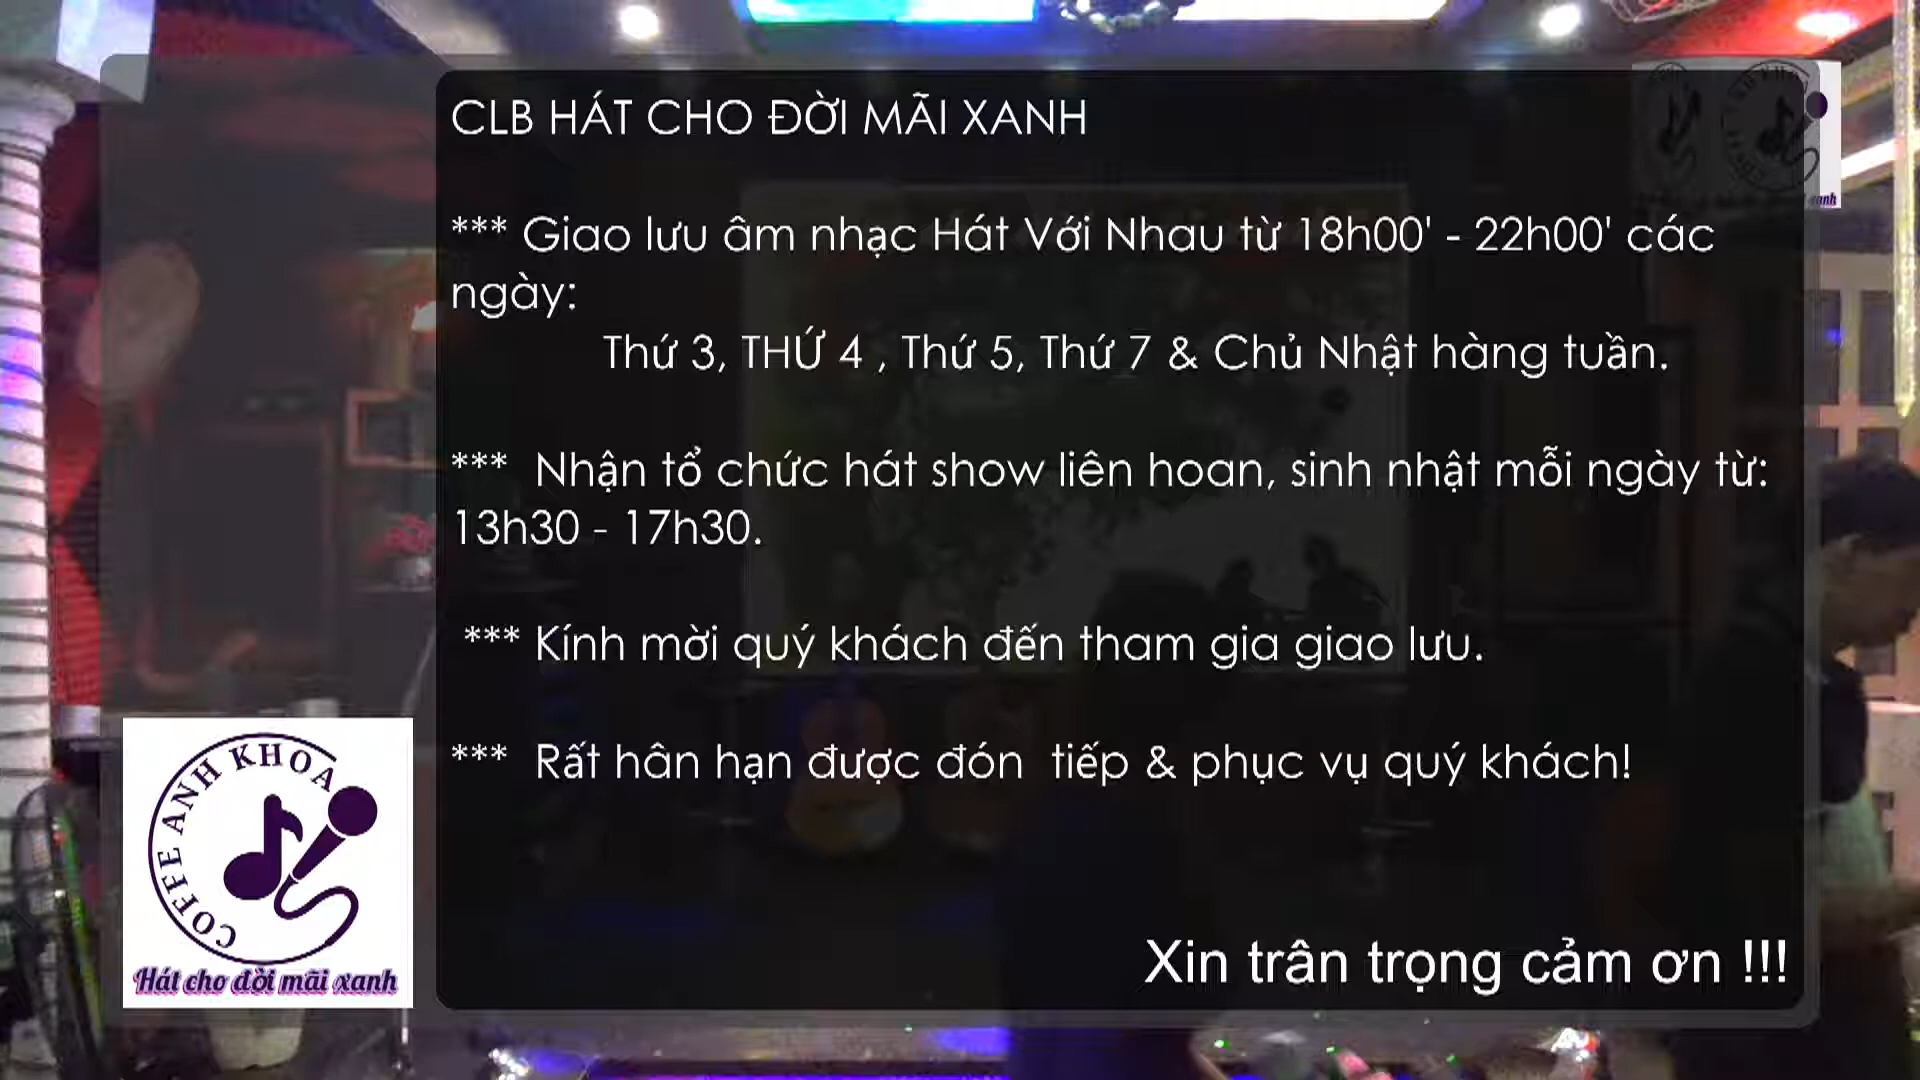 CLB HÁT CHO ĐỜI MÃI XANH
*** Giao lưu âm nhạc Hát Với Nhau từ 18h00' - 22h00' các
ngày:
Thứ 3, THỨ 4 , Thứ 5, Thứ 7 & Chủ Nhật hàng tuần.
*** Nhận tổ chức hát show liên hoan, sinh nhật mỗi ngày từ:
13h30 - 17h30.
*** Kính mời quý khách đến tham gia giao lưu.
*** Rất hân hạn được đón tiếp & phục vụ quý khách!
Xin trân trọng cảm ơn !!!
COFFE ANH KHOA
Hát cho đời mãi xanh
xanh